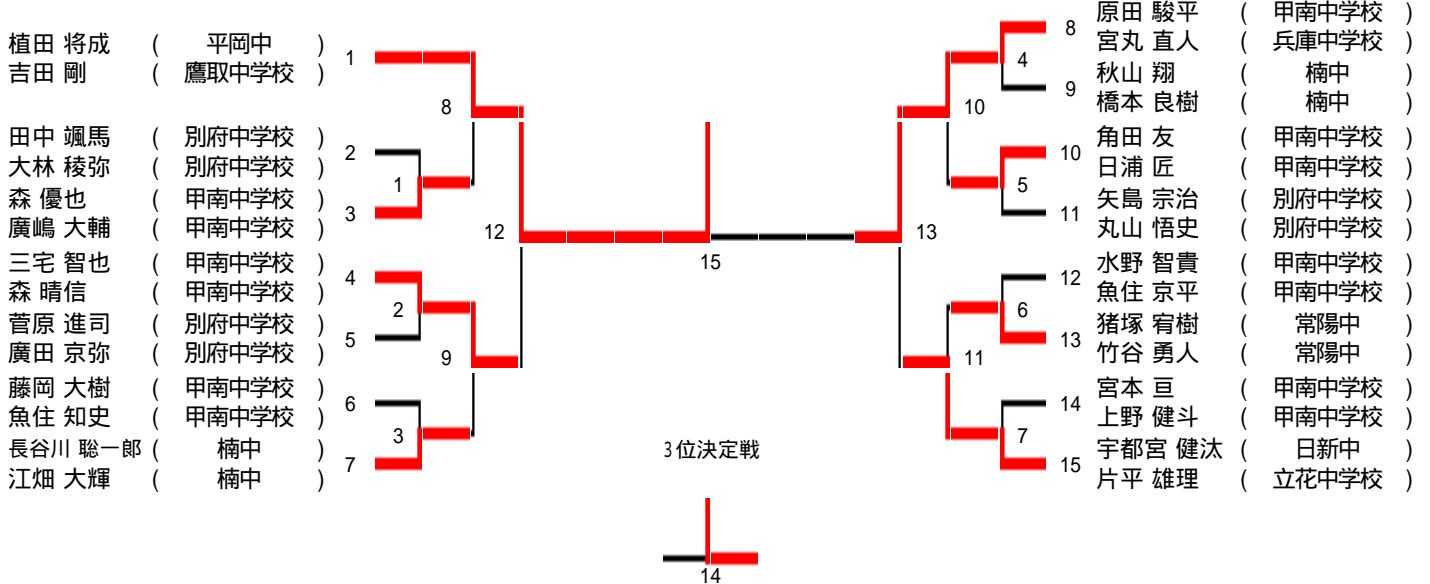 植田 将成 ( 平岡中 )
吉田 剛 ( 鷹取中学校 )
1
田中 颯馬 ( 別府中学校 )
大林 稜弥 ( 別府中学校 )
2
森 優也 ( 甲南中学校 )
廣嶋 大輔 ( 甲南中学校 )
3
三宅 智也 ( 甲南中学校 )
森 晴信 ( 甲南中学校 )
4
菅原 進司 ( 別府中学校 )
廣田 京弥 ( 別府中学校 )
5
藤岡 大樹 ( 甲南中学校 )
魚住 知史 ( 甲南中学校 )
6
長谷川 聡一郎 ( 楠中 )
江畑 大輝 ( 楠中 )
7
1
2
3
8
9
12
15
3位決定戦
14
13
10
11
4
5
6
7
8
原田 駿平 ( 甲南中学校 )
宮丸 直人 ( 兵庫中学校 )
9
秋山 翔 ( 楠中 )
橋本 良樹 ( 楠中 )
10
角田 友 ( 甲南中学校 )
日浦 匠 ( 甲南中学校 )
11
矢島 宗治 ( 別府中学校 )
丸山 悟史 ( 別府中学校 )
12
水野 智貴 ( 甲南中学校 )
魚住 京平 ( 甲南中学校 )
13
猪塚 宥樹 ( 常陽中 )
竹谷 勇人 ( 常陽中 )
14
宮本 亘 ( 甲南中学校 )
上野 健斗 ( 甲南中学校 )
15
宇都宮 健汰 ( 日新中 )
片平 雄理 ( 立花中学校 )